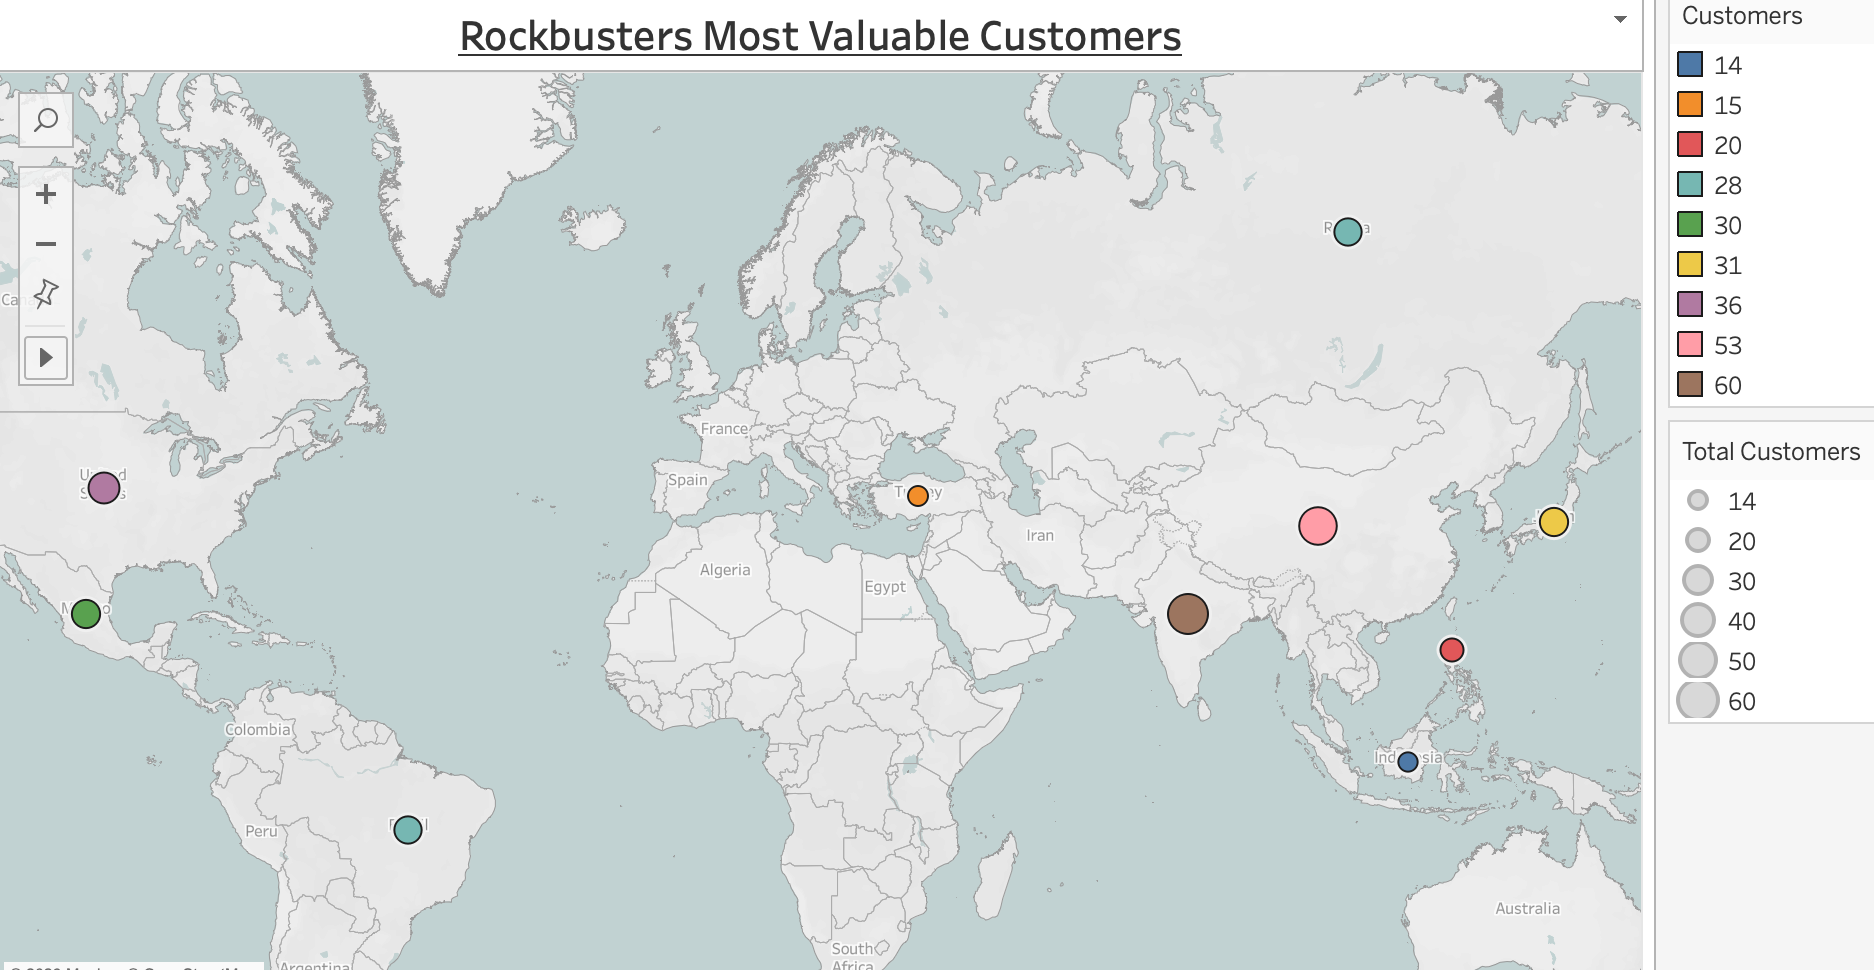 Rockbusters Most Valuable Customers
Customers
14
15
20
28
30
31
36
53
60
Total Customers
14
20
30
40
50
60
France
Spain
Iran
Algeria
Egypt
Colombia
Peru
Australia
South
Africa
Argentina